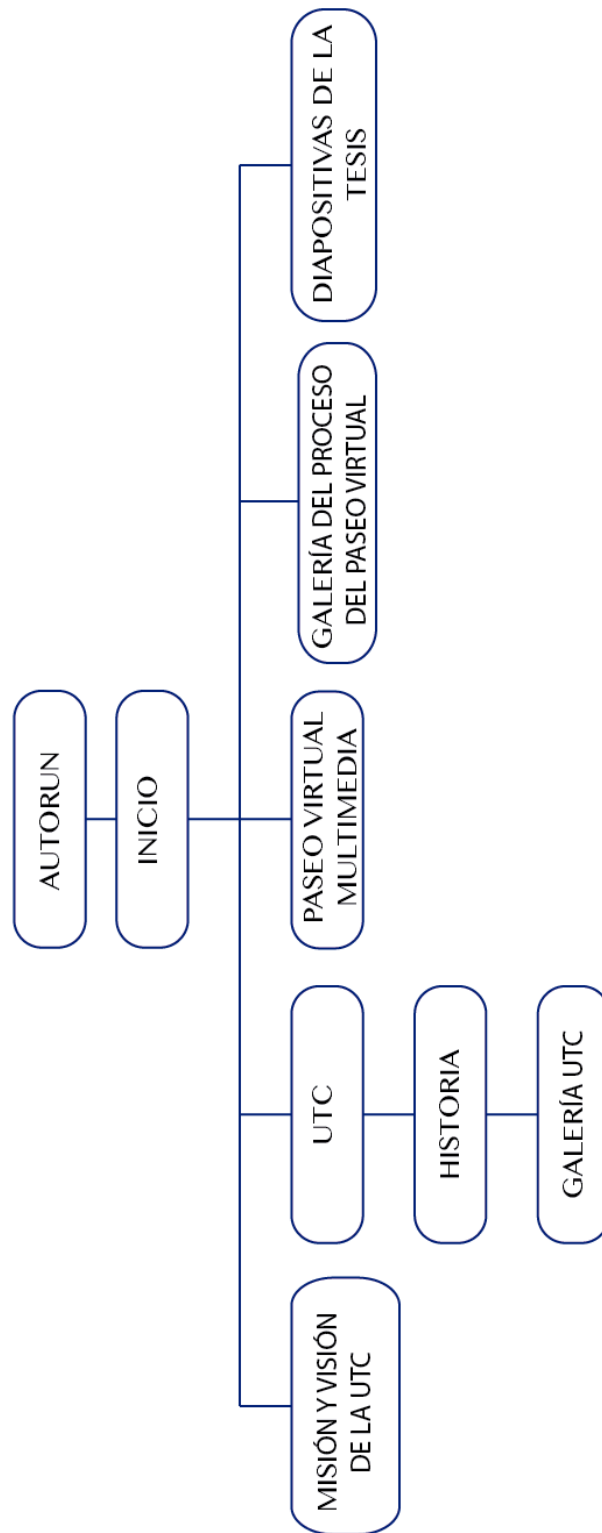 AUTORUN
INICIO
MISIÓN Y VISIÓN
DE LA UTC
UTC
PASEO VIRTUAL
MULTIMEDIA
GALERÍA DEL PROCESO
DEL PASEO VIRTUAL
DIAPOSITIVAS DE LA
TESIS
HISTORIA
GALERÍA UTC